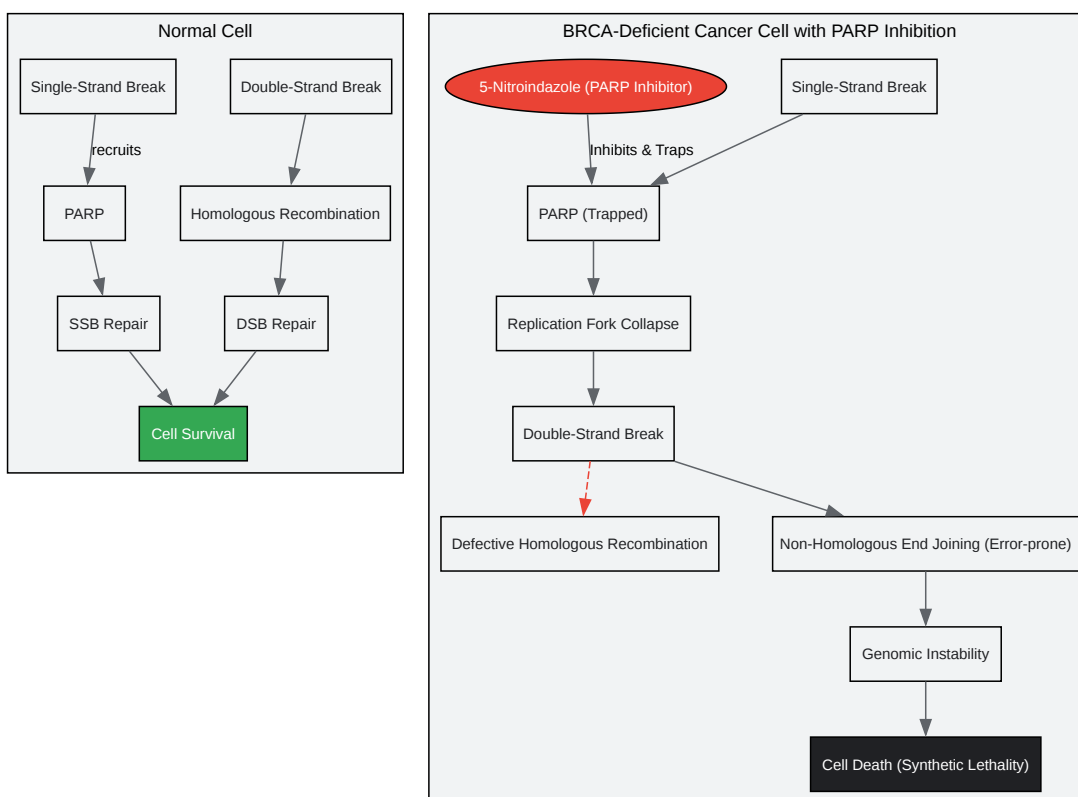 Normal Cell
Single-Strand Break
Double-Strand Break
recruits
PARP
Homologous Recombination
SSB Repair
DSB Repair
Cell Survival
BRCA-Deficient Cancer Cell with PARP Inhibition
5-Nitroindazole (PARP Inhibitor)
Single-Strand Break
Inhibits & Traps
PARP (Trapped)
Replication Fork Collapse
Double-Strand Break
Defective Homologous Recombination
Non-Homologous End Joining (Error-prone)
Genomic Instability
Cell Death (Synthetic Lethality)